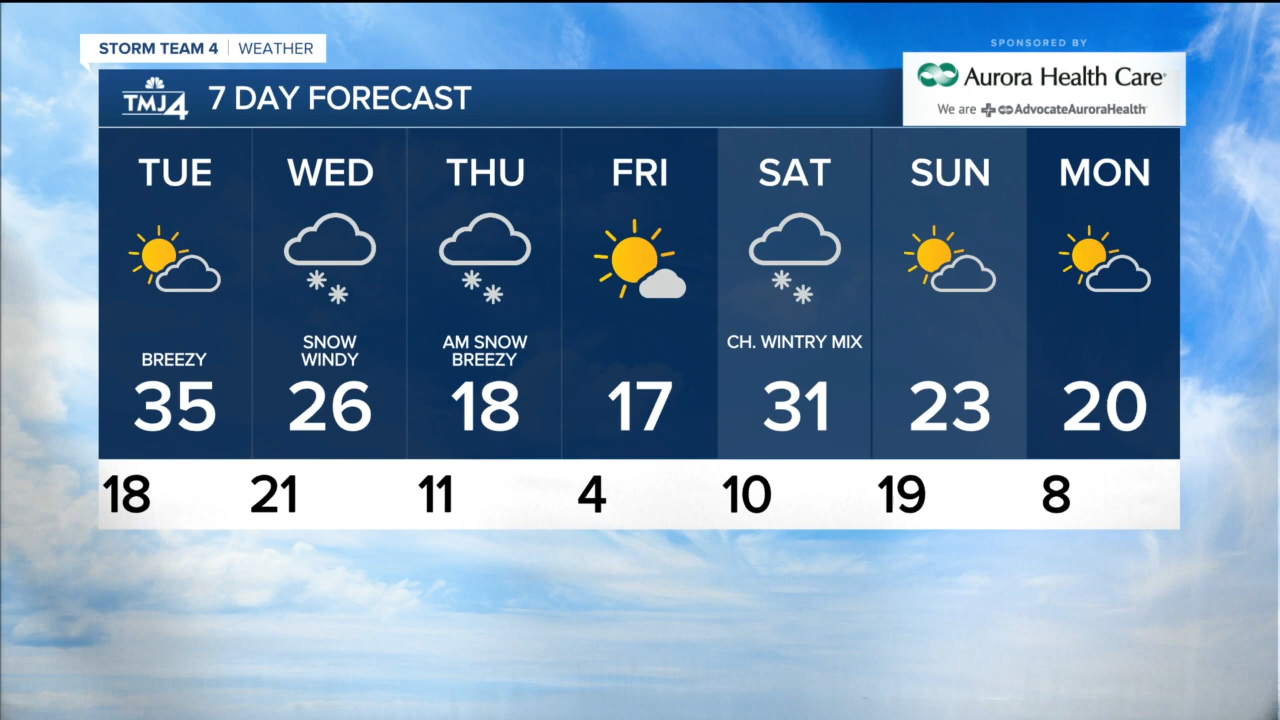 STORM TEAM 4 | WEATHER
SPONSORED BY
Aurora Health Care®
We are AdvocateAuroraHealth
TMJ4
7 DAY FORECAST
TUE WED THU FRI SAT SUN MON
BREEZY
SNOW
WINDY
AM SNOW
BREEZY
CH. WINTRY MIX
35 26 18 17 31 23 20
18 21 11 4 10 19 8